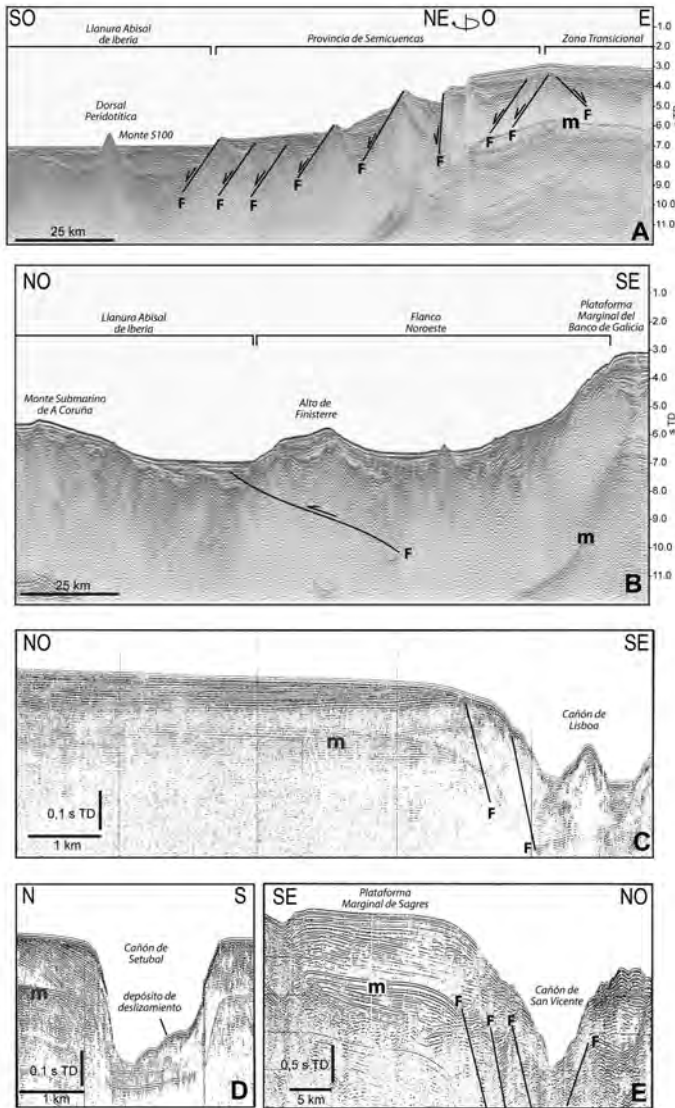 SO NE O E
Llanura Abisal
de Iberia
Provincia de Semicuencas
Zona Transicional
Dorsal
Peridotítica
Monte 5100
1.0
2.0
3.0
4.0
5.0
6.0
7.0
8.0
9.0
10.0
11.0
F F F F F F F F F
m
25 km
A
NO SE
Llanura Abisal
de Iberia
Flanco
Noroeste
Plataforma
Marginal del
Banco de Galicia
Monte Submarino
de A Coruña
Alto de
Finisterre
1.0
2.0
3.0
4.0
5.0
6.0
7.0
8.0
9.0
10.0
11.0
s TD
F
m
25 km
B
NO SE
Cañón de
Lisboa
m
0,1 s TD
1 km
F
F
C
N S
Cañón de
Setubal
depósito de
deslizamiento
m
0.1 s TD
1 km
D
SE NO
Plataforma
Marginal de Sagres
Cañón de
San Vicente
m
F F F F
0,5 s TD
5 km
E